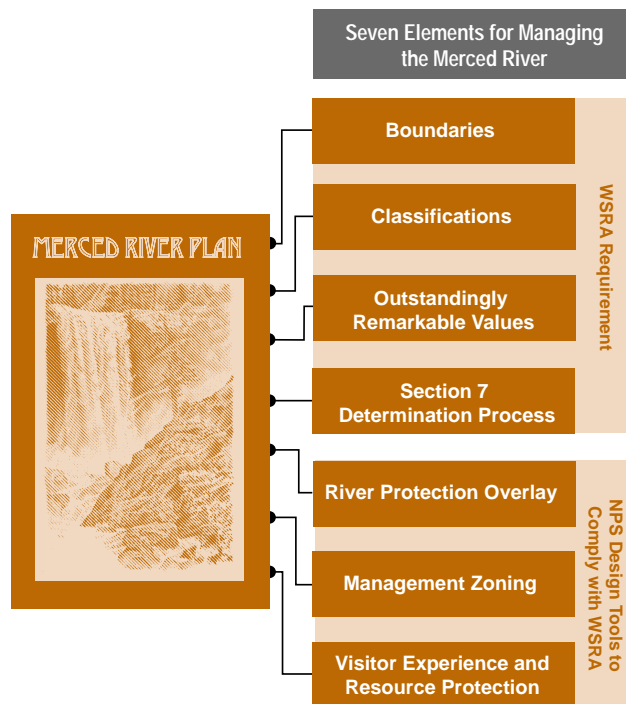 Seven Elements for Managing
the Merced River
Boundaries
Classifications
Outstandingly
Remarkable Values
Section 7
Determination Process
WSRA Requirement
MERCED RIVER PLAN
River Protection Overlay
Management Zoning
Visitor Experience and
Resource Protection
NPS Design Tools to
Comply with WSRA